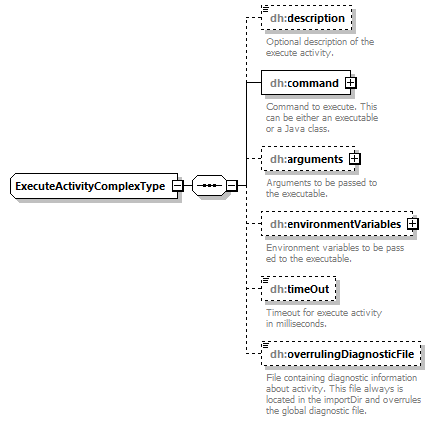 dh:description
Optional description of the
execute activity.
dh:command
Command to execute. This
can be either an executable
or a Java class.
ExecuteActivityComplexType
dh:arguments
Arguments to be passed to
the executable.
dh:environmentVariables
Environment variables to be pass
ed to the executable.
dh:timeOut
Timeout for execute activity
in milliseconds.
dh:overrulingDiagnosticFile
File containing diagnostic information
about activity. This file always is
located in the importDir and overrules
the global diagnostic file.